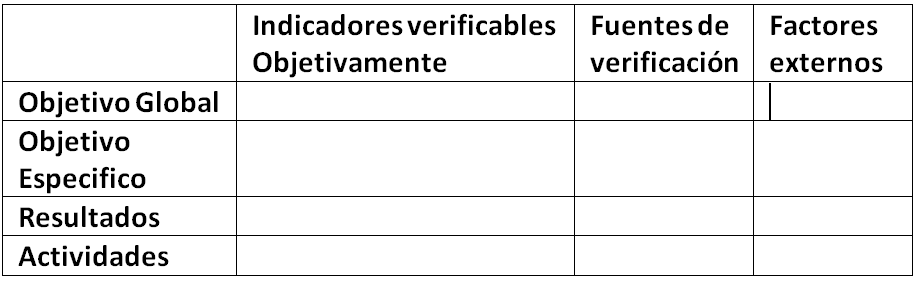 Indicadores verificables Objetivamente
Fuentes de verificación
Factores externos
Objetivo Global
Objetivo Especifico
Resultados
Actividades